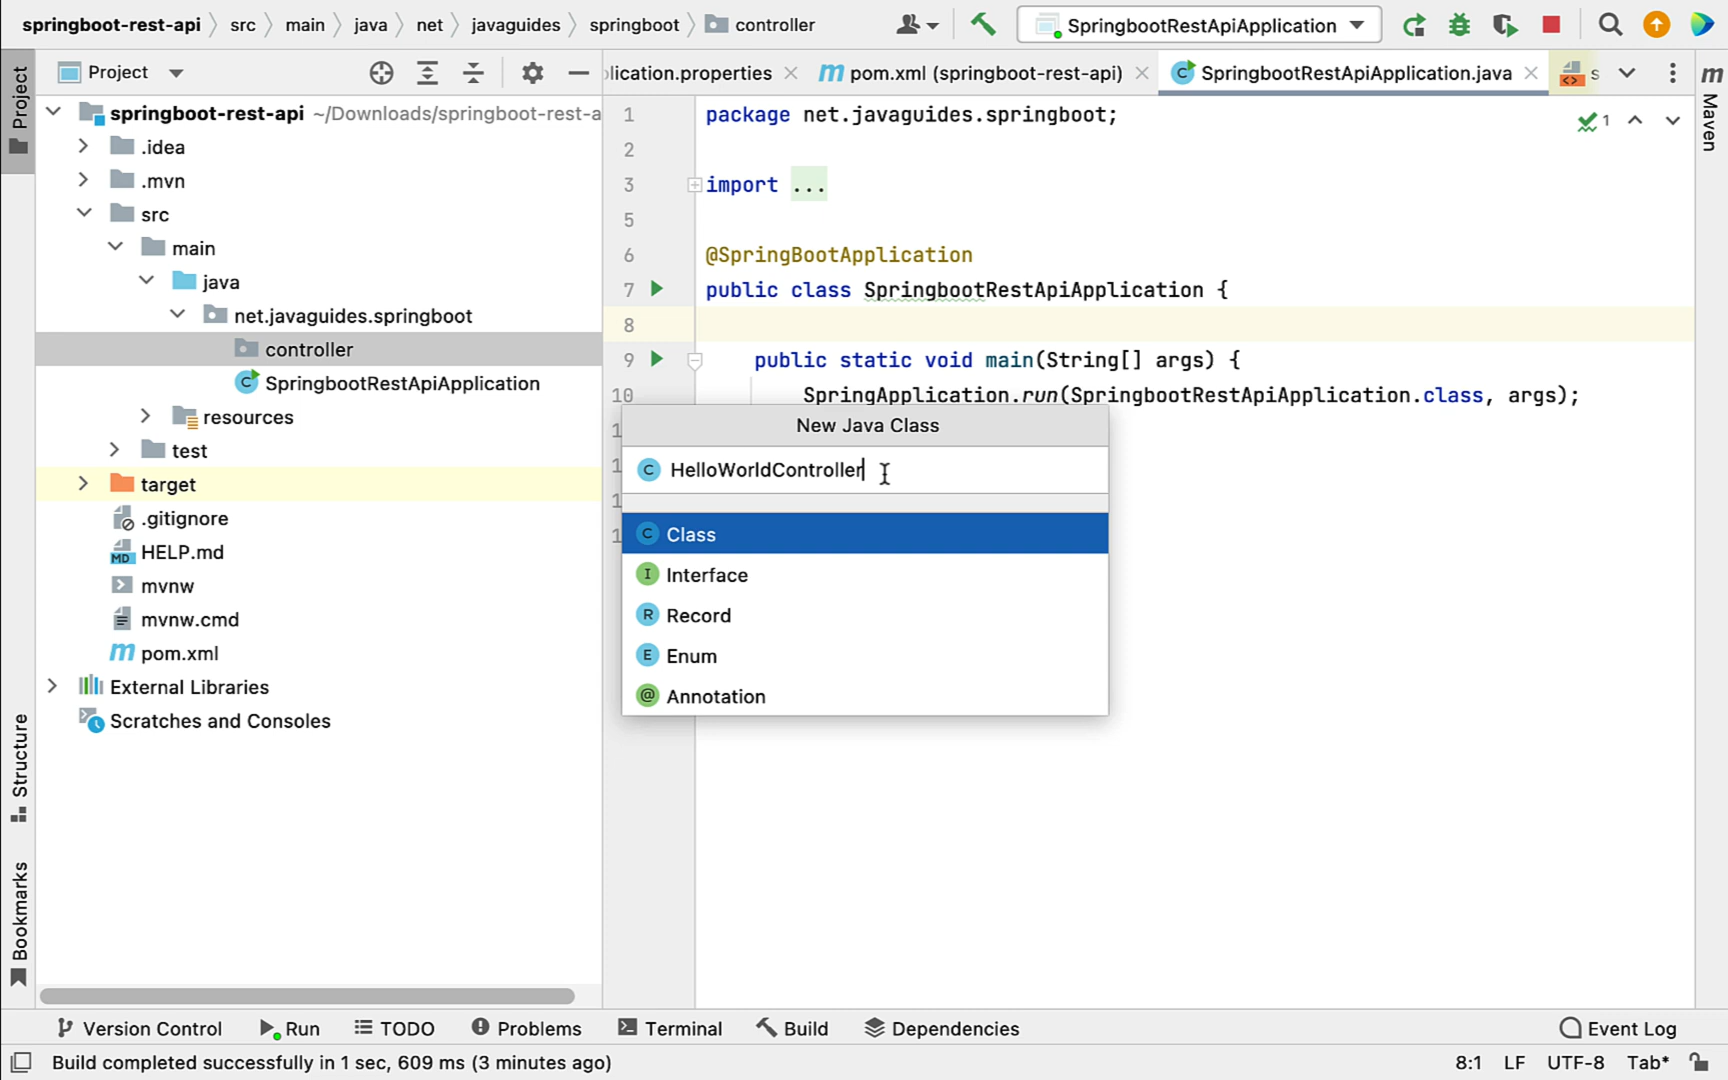 springboot-rest-api src main java net javaguides springboot controller SpringbootRestApiApplication
Project
lication.properties pom.xml (springboot-rest-api) SpringbootRestApiApplication.java s
springboot-rest-api ~/Downloads/springboot-rest-a
.idea
.mvn
src
main
java
net.javaguides.springboot
controller
SpringbootRestApiApplication
resources
test
target
.gitignore
HELP.md
mvnw
mvnw.cmd
pom.xml
External Libraries
Scratches and Consoles
1 package net.javaguides.springboot;
2
3 import ...
5
6 @SpringBootApplication
7 public class SpringbootRestApiApplication {
8
9 public static void main(String[] args) {
10 SpringApplication.run(SpringbootRestApiApplication.class, args);
1
New Java Class
HelloWorldController
Class
Interface
Record
Enum
Annotation
Project
Structure
Bookmarks
Maven
Version Control Run TODO Problems Terminal Build Dependencies Event Log
Build completed successfully in 1 sec, 609 ms (3 minutes ago) 8:1 LF UTF-8 Tab*